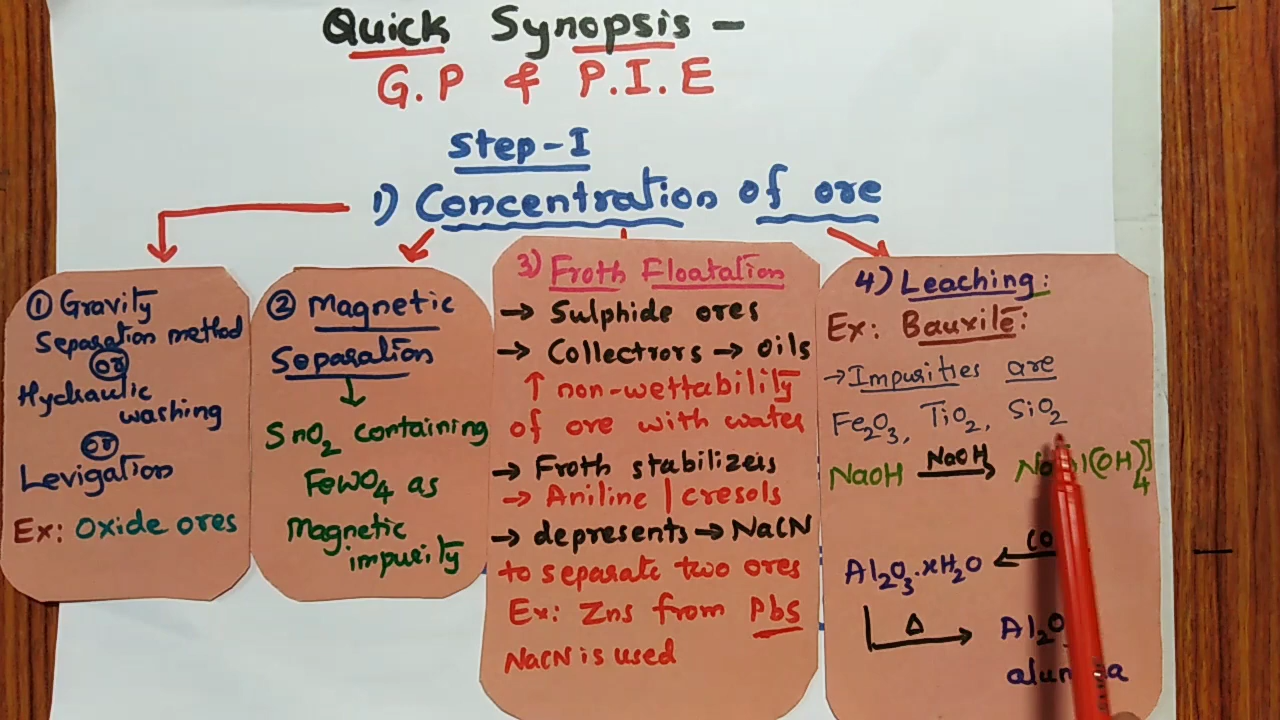 Quick Synopsis -
G.P & P.I.E
Step-I
1) Concentration of ore
① Gravity
Separation method
or
Hydraulic
washing
or
Levigation
Ex: Oxide ores
② Magnetic
Separation
SnO2 containing
FeWO4 as
Magnetic
impurity
3) Froth Floatation
→ Sulphide ores
→ Collectrors → oils
↑ non-wettability
of ore with water
→ Froth stabilizeis
→ Aniline | cresols
→ depresents → NaCN
to separate two ores
Ex: Zns from Pbs
NaCN is used
4) Leaching:
Ex: Bauxite:
→ Impurities are
Fe2O3, TiO2, SiO2
NaOH NaOH → (OH)4]
Al2O3.xH2O ←
Δ →